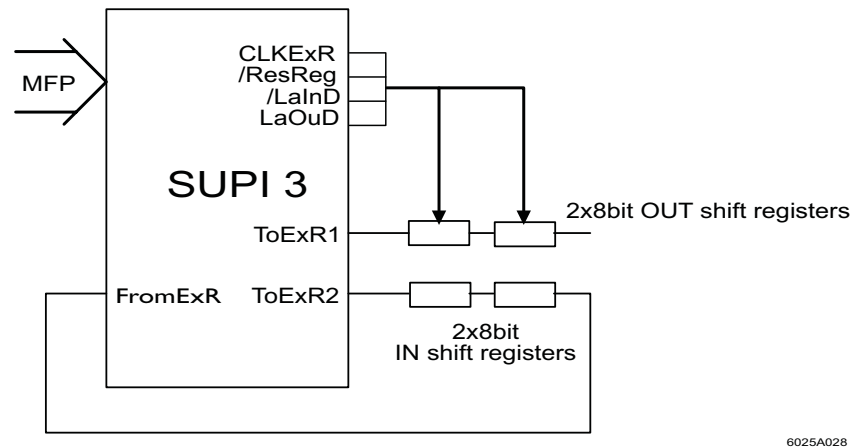 CLKExR
/ResReg
/LaInD
LaOuD
MFP
SUPI 3
2x8bit OUT shift registers
ToExR1
FromExR
ToExR2
2x8bit
IN shift registers
6025A028